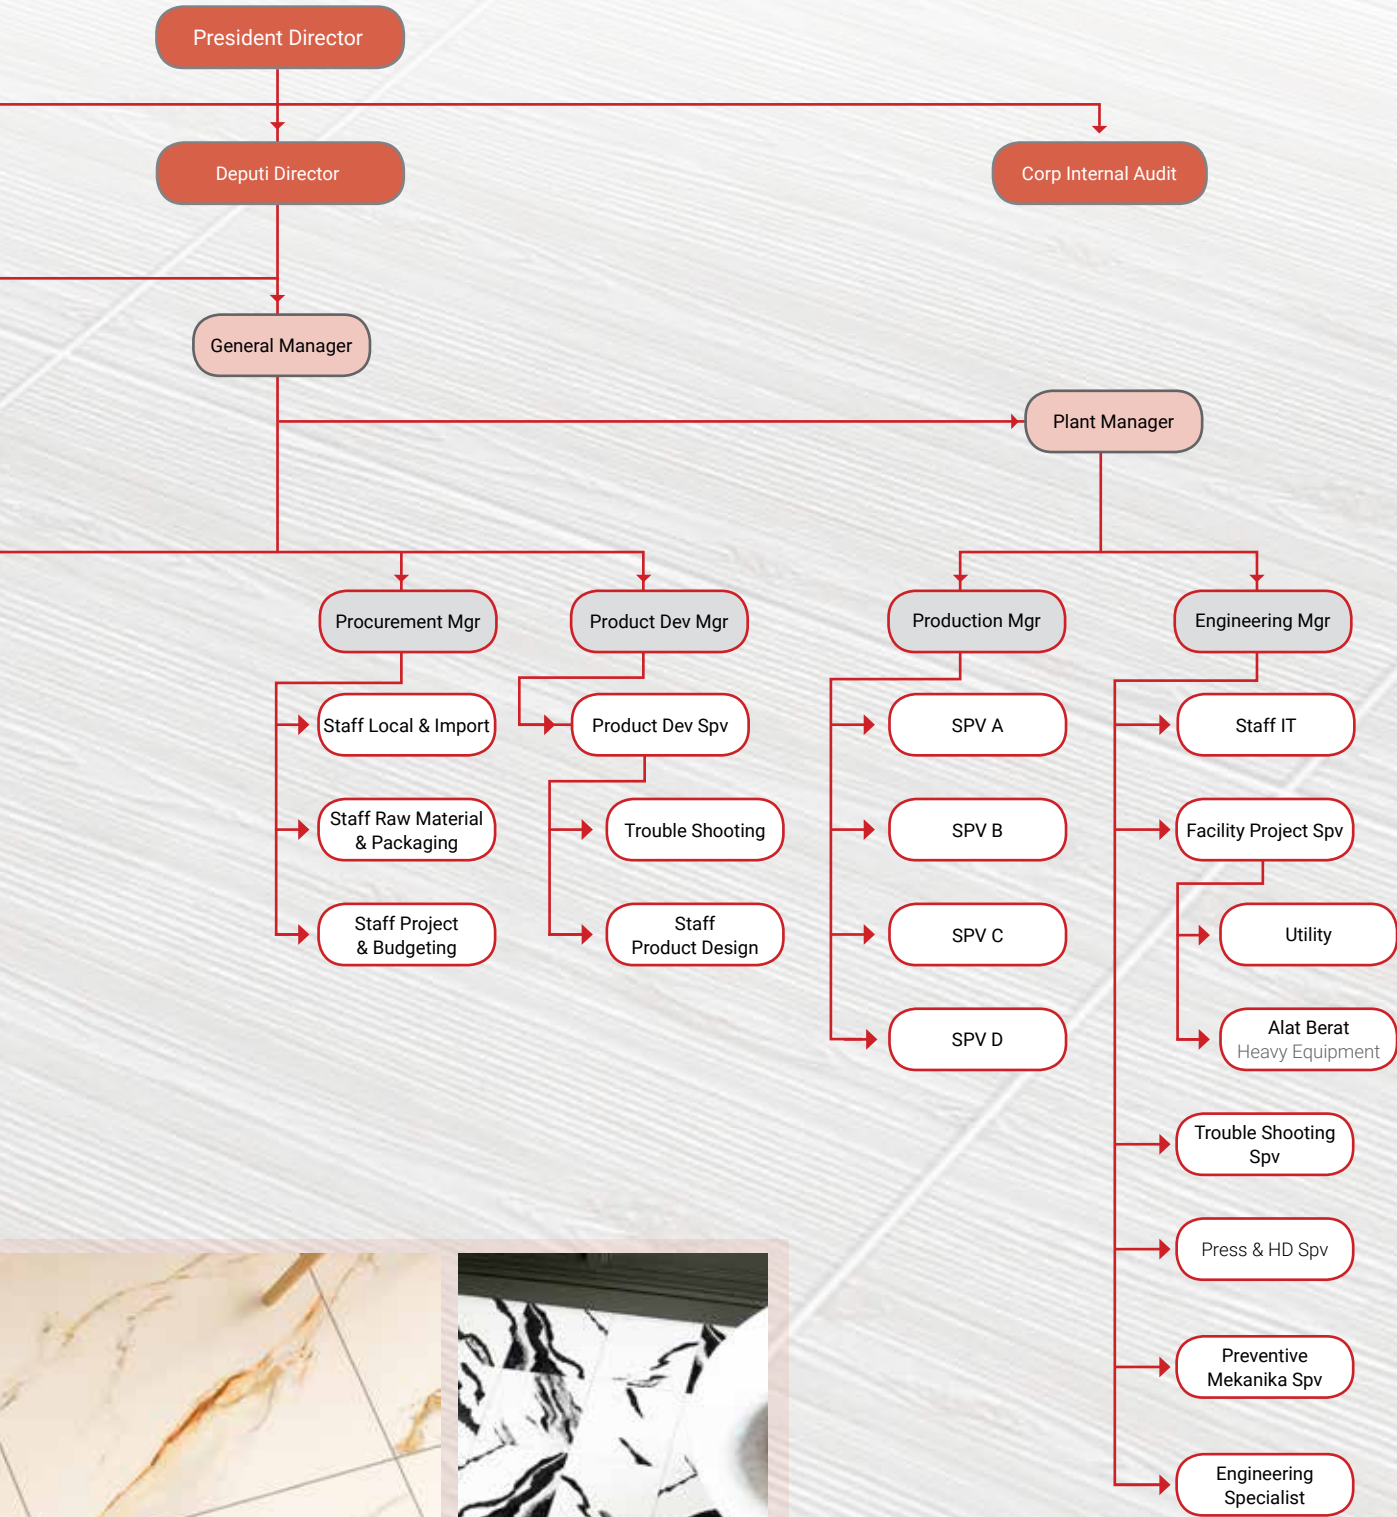 President Director
Deputi Director
Corp Internal Audit
General Manager
Plant Manager
Procurement Mgr
Product Dev Mgr
Production Mgr
Engineering Mgr
Staff Local & Import
Product Dev Spv
SPV A
Staff IT
Staff Raw Material
& Packaging
Trouble Shooting
SPV B
Facility Project Spv
Staff Project
& Budgeting
Staff
Product Design
SPV C
Utility
SPV D
Alat Berat
Heavy Equipment
Trouble Shooting
Spv
Press & HD Spv
Preventive
Mekanika Spv
Engineering
Specialist